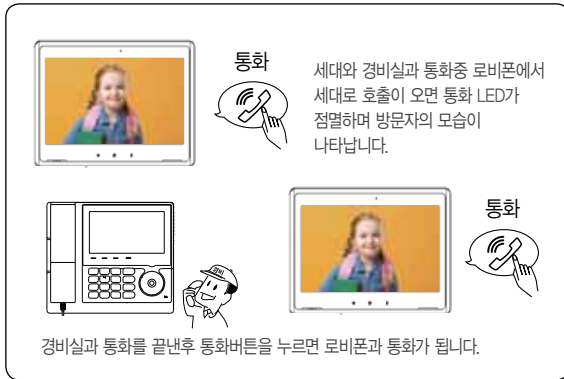 통화
세대와 경비실과 통화중 로비폰에서
세대로 호출이 오면 통화 LED가
점멸하며 방문자의 모습이
나타납니다.
통화
경비
경비실과 통화를 끝낸후 통화버튼을 누르면 로비폰과 통화가 됩니다.